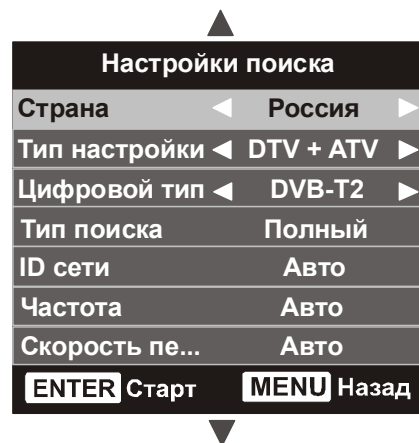 Настройки поиска
Страна Россия
Тип настройки DTV + ATV
Цифровой тип DVB-T2
Тип поиска Полный
ID сети Авто
Частота Авто
Скорость пе... Авто
ENTER Старт MENU Назад